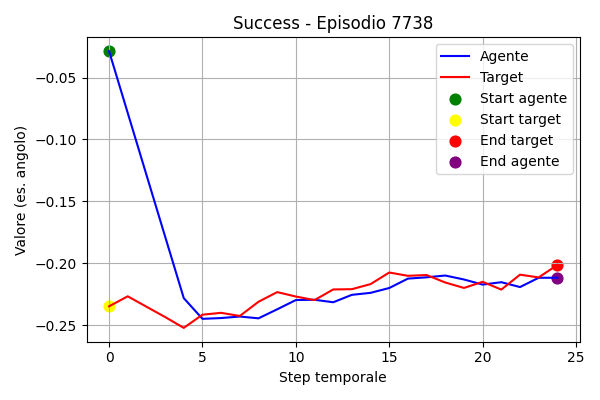 Success - Episodio 7738
Agente
Target
Start agente
Start target
End target
End agente
Valore (es. angolo)
−0.05
−0.10
−0.15
−0.20
−0.25
0
5
10
15
20
25
Step temporale